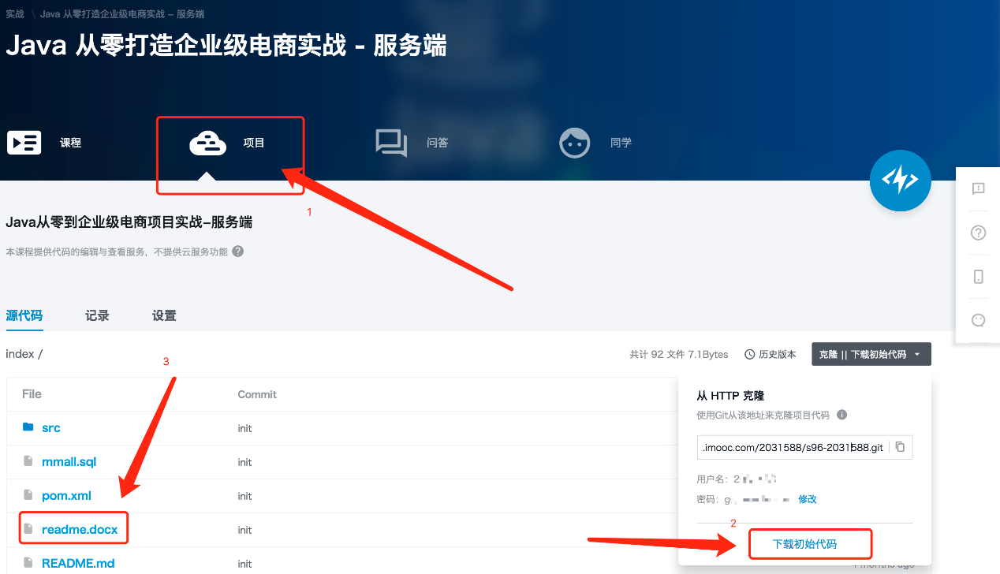 实战 \ Java 从零打造企业级电商实战 - 服务端
Java 从零打造企业级电商实战 - 服务端
课程 项目 问答 同学
1
Java从零到企业级电商项目实战-服务端
本课程提供代码的编辑与查看服务，不提供云服务功能
源代码 记录 设置
index /
共计 92 文件 7.1Bytes 历史版本 克隆 || 下载初始代码
3
File Commit
从 HTTP 克隆
使用Git从该地址来克隆项目代码
src init
.imooc.com/2031588/s96-2031588.git
mmall.sql init
用户名：
pom.xml init
密码： 修改
2
readme.docx init
下载初始代码
README.md init
4 months ago